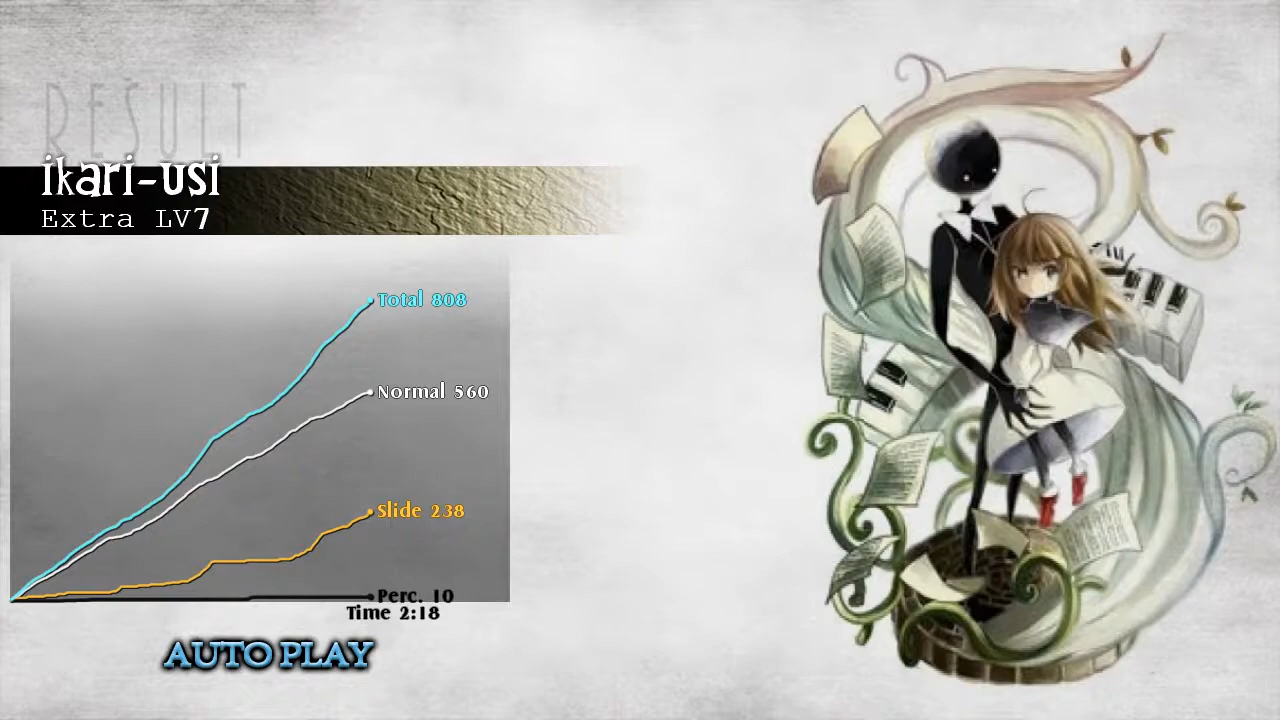 RESULT
ikari-usi
Extra LV7
Total 808
Normal 560
Slide 238
Perc. 10
Time 2:18
AUTO PLAY